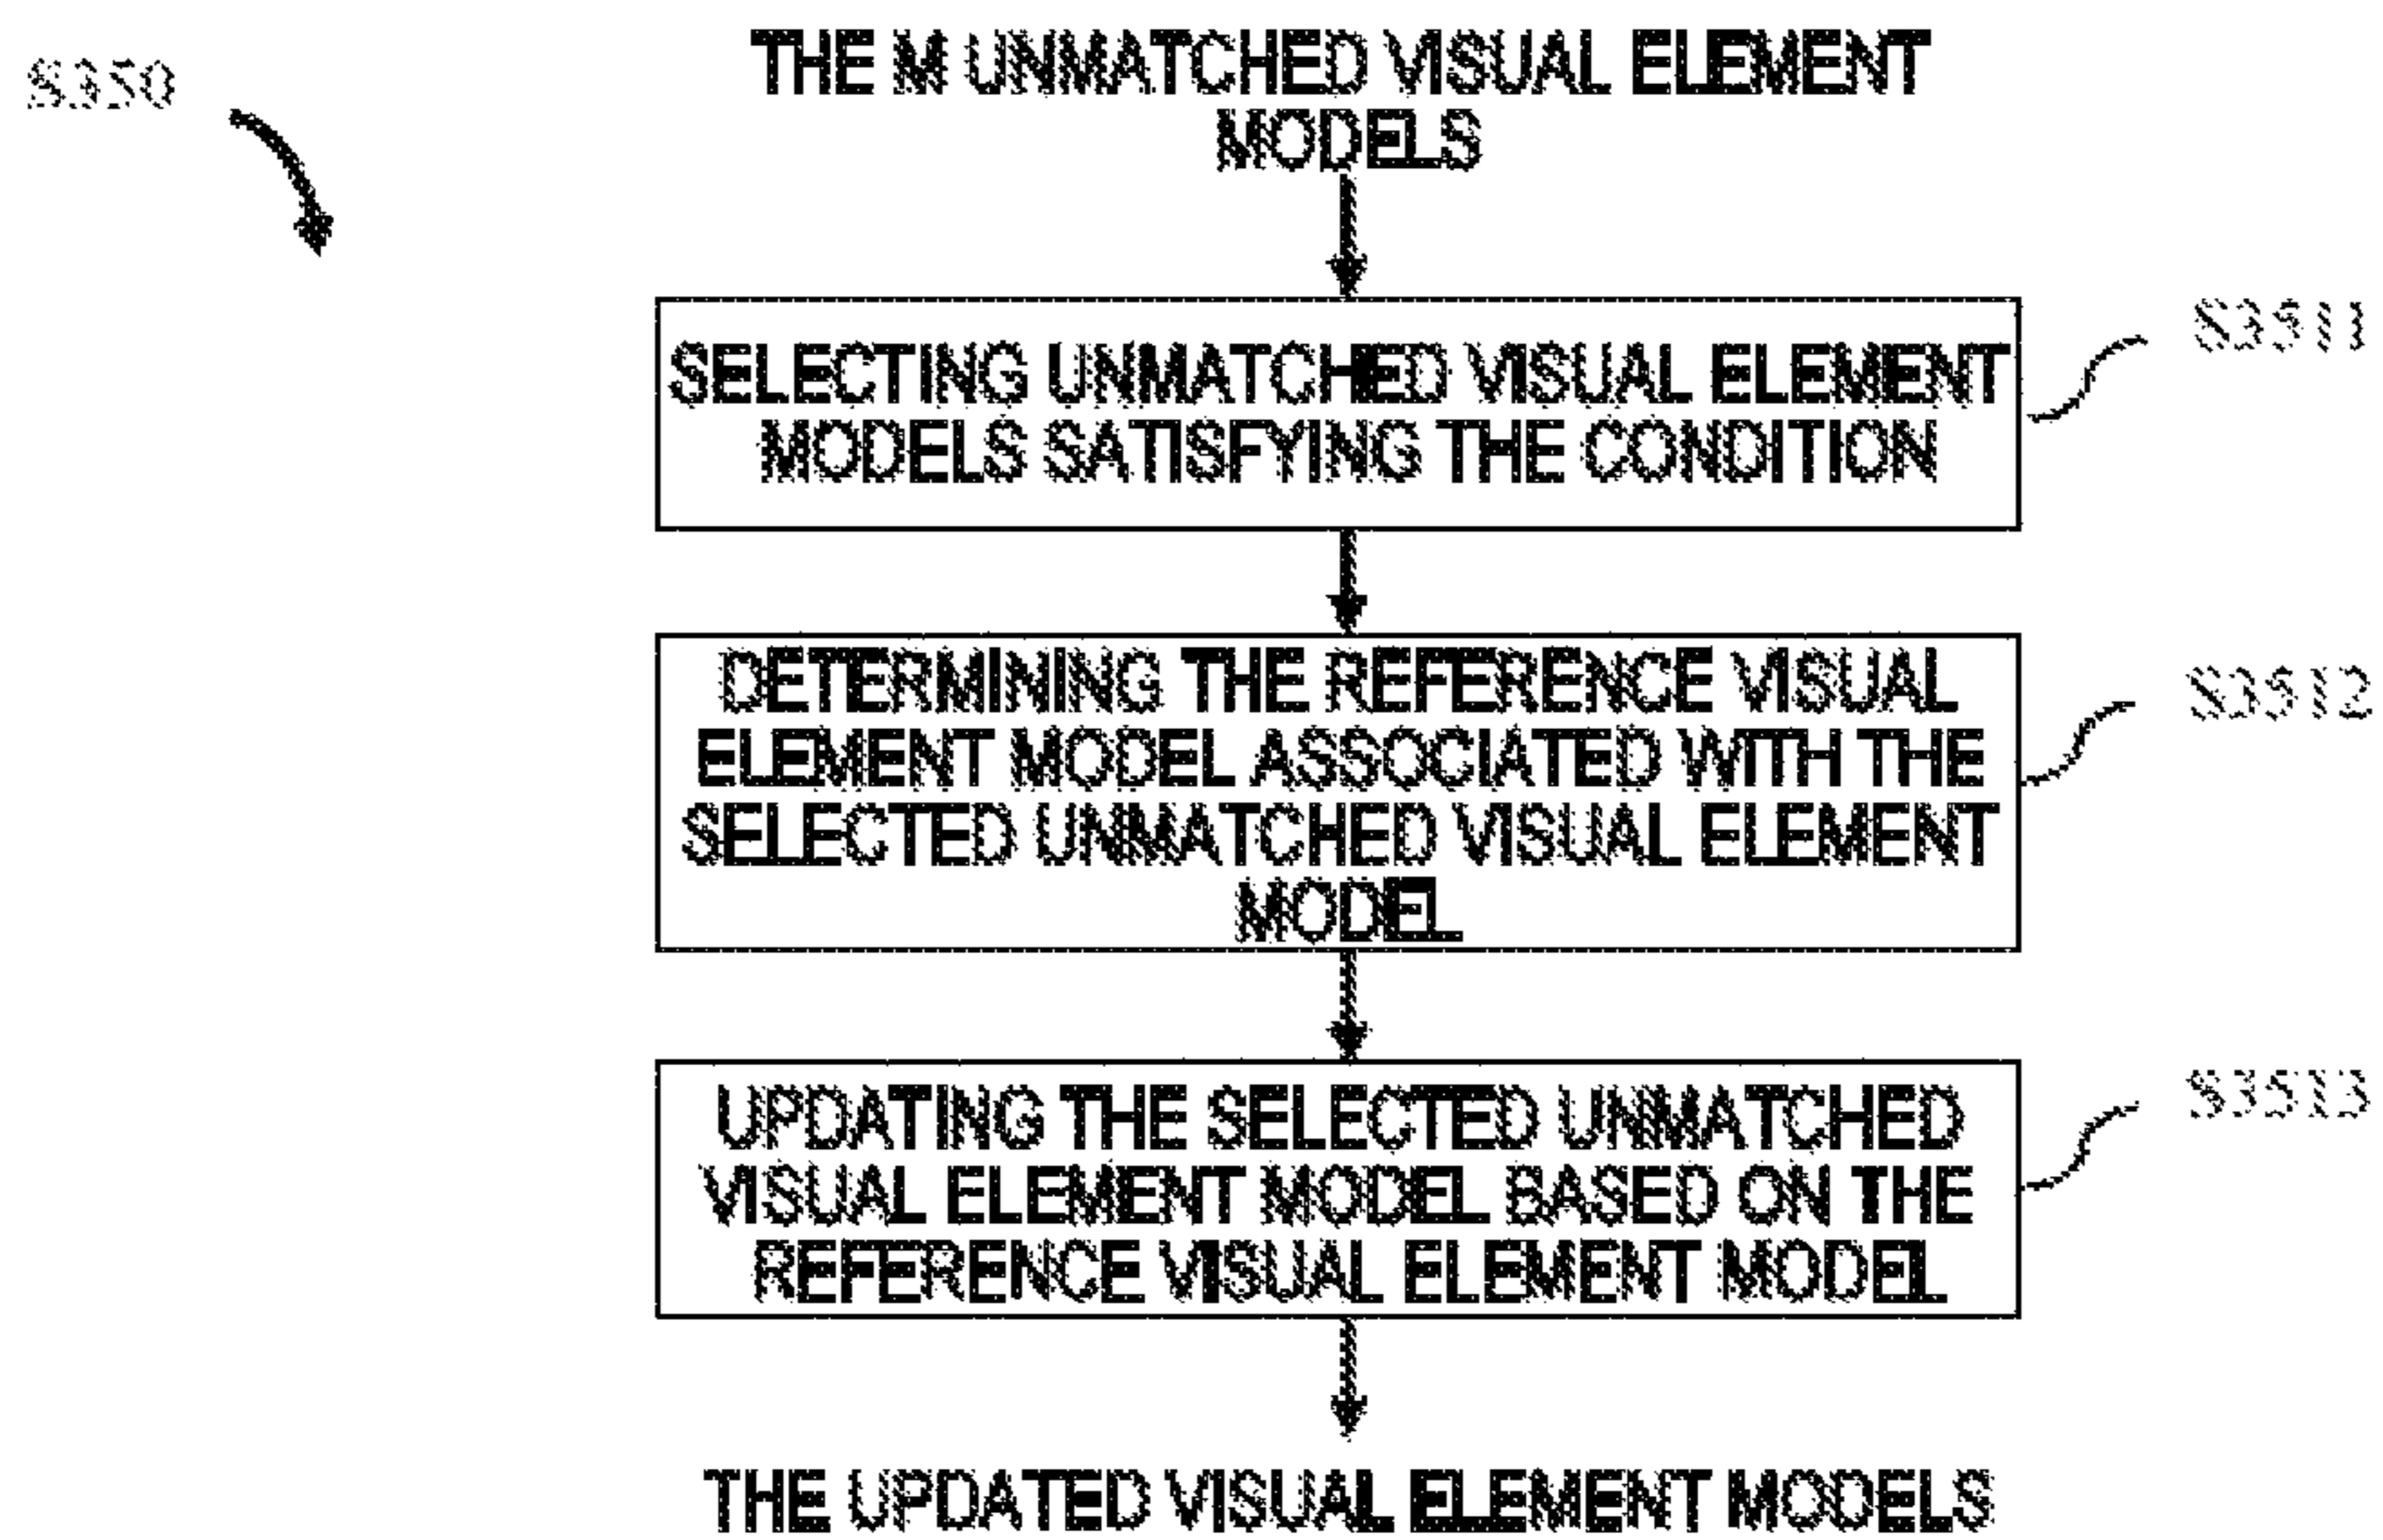 S350
THE M UNMATCHED VISUAL ELEMENT
MODELS
SELECTING UNMATCHED VISUAL ELEMENT
MODELS SATISFYING THE CONDITION
S3511
DETERMINING THE REFERENCE VISUAL
ELEMENT MODEL ASSOCIATED WITH THE
SELECTED UNMATCHED VISUAL ELEMENT
MODEL
S3512
UPDATING THE SELECTED UNMATCHED
VISUAL ELEMENT MODEL BASED ON THE
REFERENCE VISUAL ELEMENT MODEL
S3513
THE UPDATED VISUAL ELEMENT MODELS